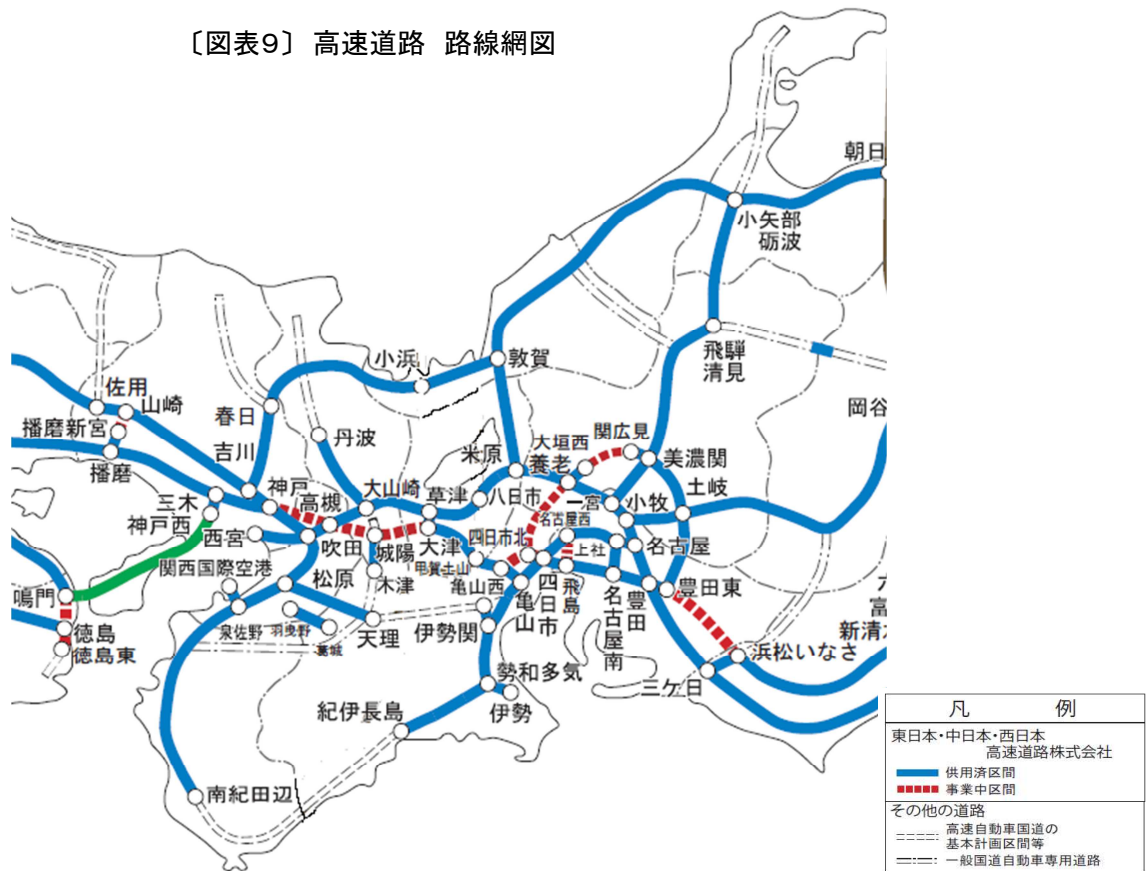 〔図表9〕 高速道路 路線網図
朝日
小矢部
砺波
飛騨
清見
小浜
敦賀
岡谷
佐用
山崎
春日
播磨新宮
吉川
丹波
播磨
米原
大垣西
養老
関広見
美濃関
土岐
三木
神戸
高槻
大山崎
草津
八日市
一宮
小牧
神戸西
西宮
吹田
城陽
大津
四日市北
名古屋西
上社
名古屋
関西国際空港
松原
木津
甲賀土山
亀山西
亀山
四日市
飛島
名古屋南
豊田
豊田東
鳴門
徳島
徳島東
泉佐野
羽曳野
葛城
天理
伊勢関
新清水
浜松いなさ
三ケ日
勢和多気
伊勢
紀伊長島
南紀田辺
凡 例
東日本・中日本・西日本
高速道路株式会社
供用済区間
事業中区間
その他の道路
高速自動車国道の
基本計画区間等
一般国道自動車専用道路